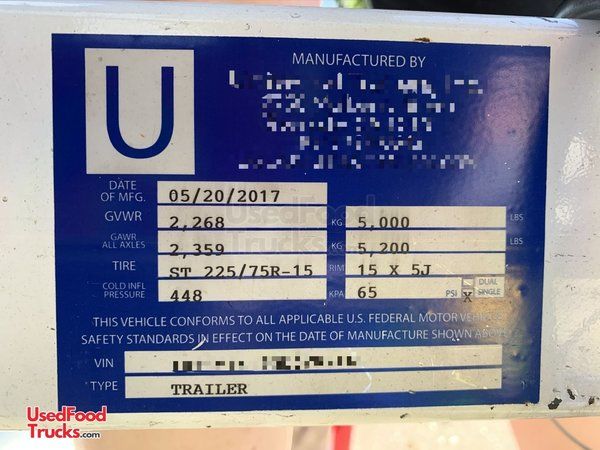 U
MANUFACTURED BY
DATE OF MFG. 05/20/2017
GVWR 2,268 KG 5,000 LBS
GAWR ALL AXLES 2,359 KG 5,200 LBS
TIRE ST 225/75R-15 RIM 15 X 5J
COLD INFL PRESSURE 448 KPA 65 PSI DUAL X SINGLE
THIS VEHICLE CONFORMS TO ALL APPLICABLE U.S. FEDERAL MOTOR VEHICLE
SAFETY STANDARDS IN EFFECT ON THE DATE OF MANUFACTURE SHOWN ABOVE
VIN
TYPE TRAILER
UsedFood
Trucks.com
UsedFood
Trucks.com